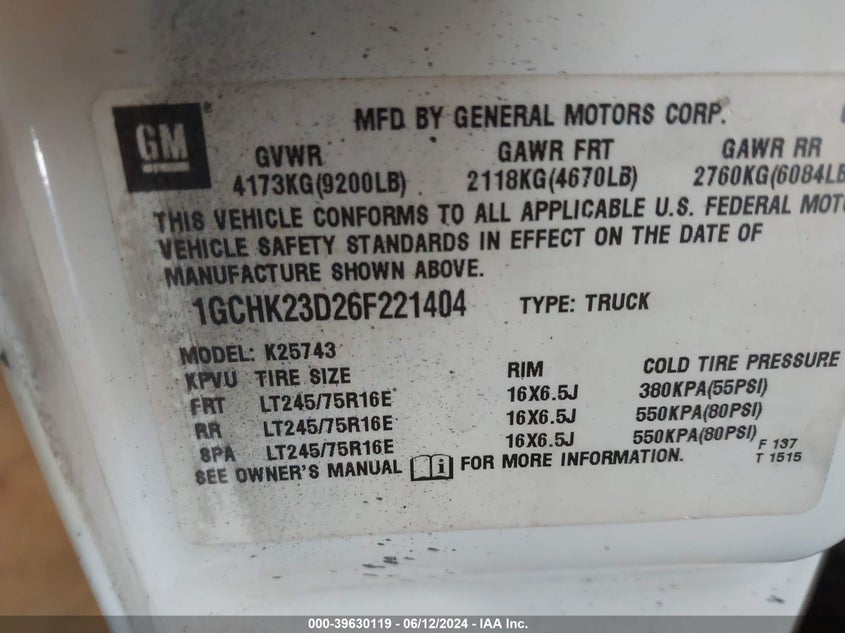 GM
MFD BY GENERAL MOTORS CORP.
GVWR GAWR FRT GAWR RR
4173KG(9200LB) 2118KG(4670LB) 2760KG(6084LB
THIS VEHICLE CONFORMS TO ALL APPLICABLE U.S. FEDERAL MOT
VEHICLE SAFETY STANDARDS IN EFFECT ON THE DATE OF
MANUFACTURE SHOWN ABOVE.
1GCHK23D26F221404 TYPE: TRUCK
MODEL: K25743
KPVU TIRE SIZE RIM COLD TIRE PRESSURE
FRT LT245/75R16E 16X6.5J 380KPA(55PSI)
RR LT245/75R16E 16X6.5J 550KPA(80PSI)
SPA LT245/75R16E 16X6.5J 550KPA(80PSI)
F 137
SEE OWNER'S MANUAL FOR MORE INFORMATION.
T 1515
000-39630119 - 06/12/2024 - IAA Inc.